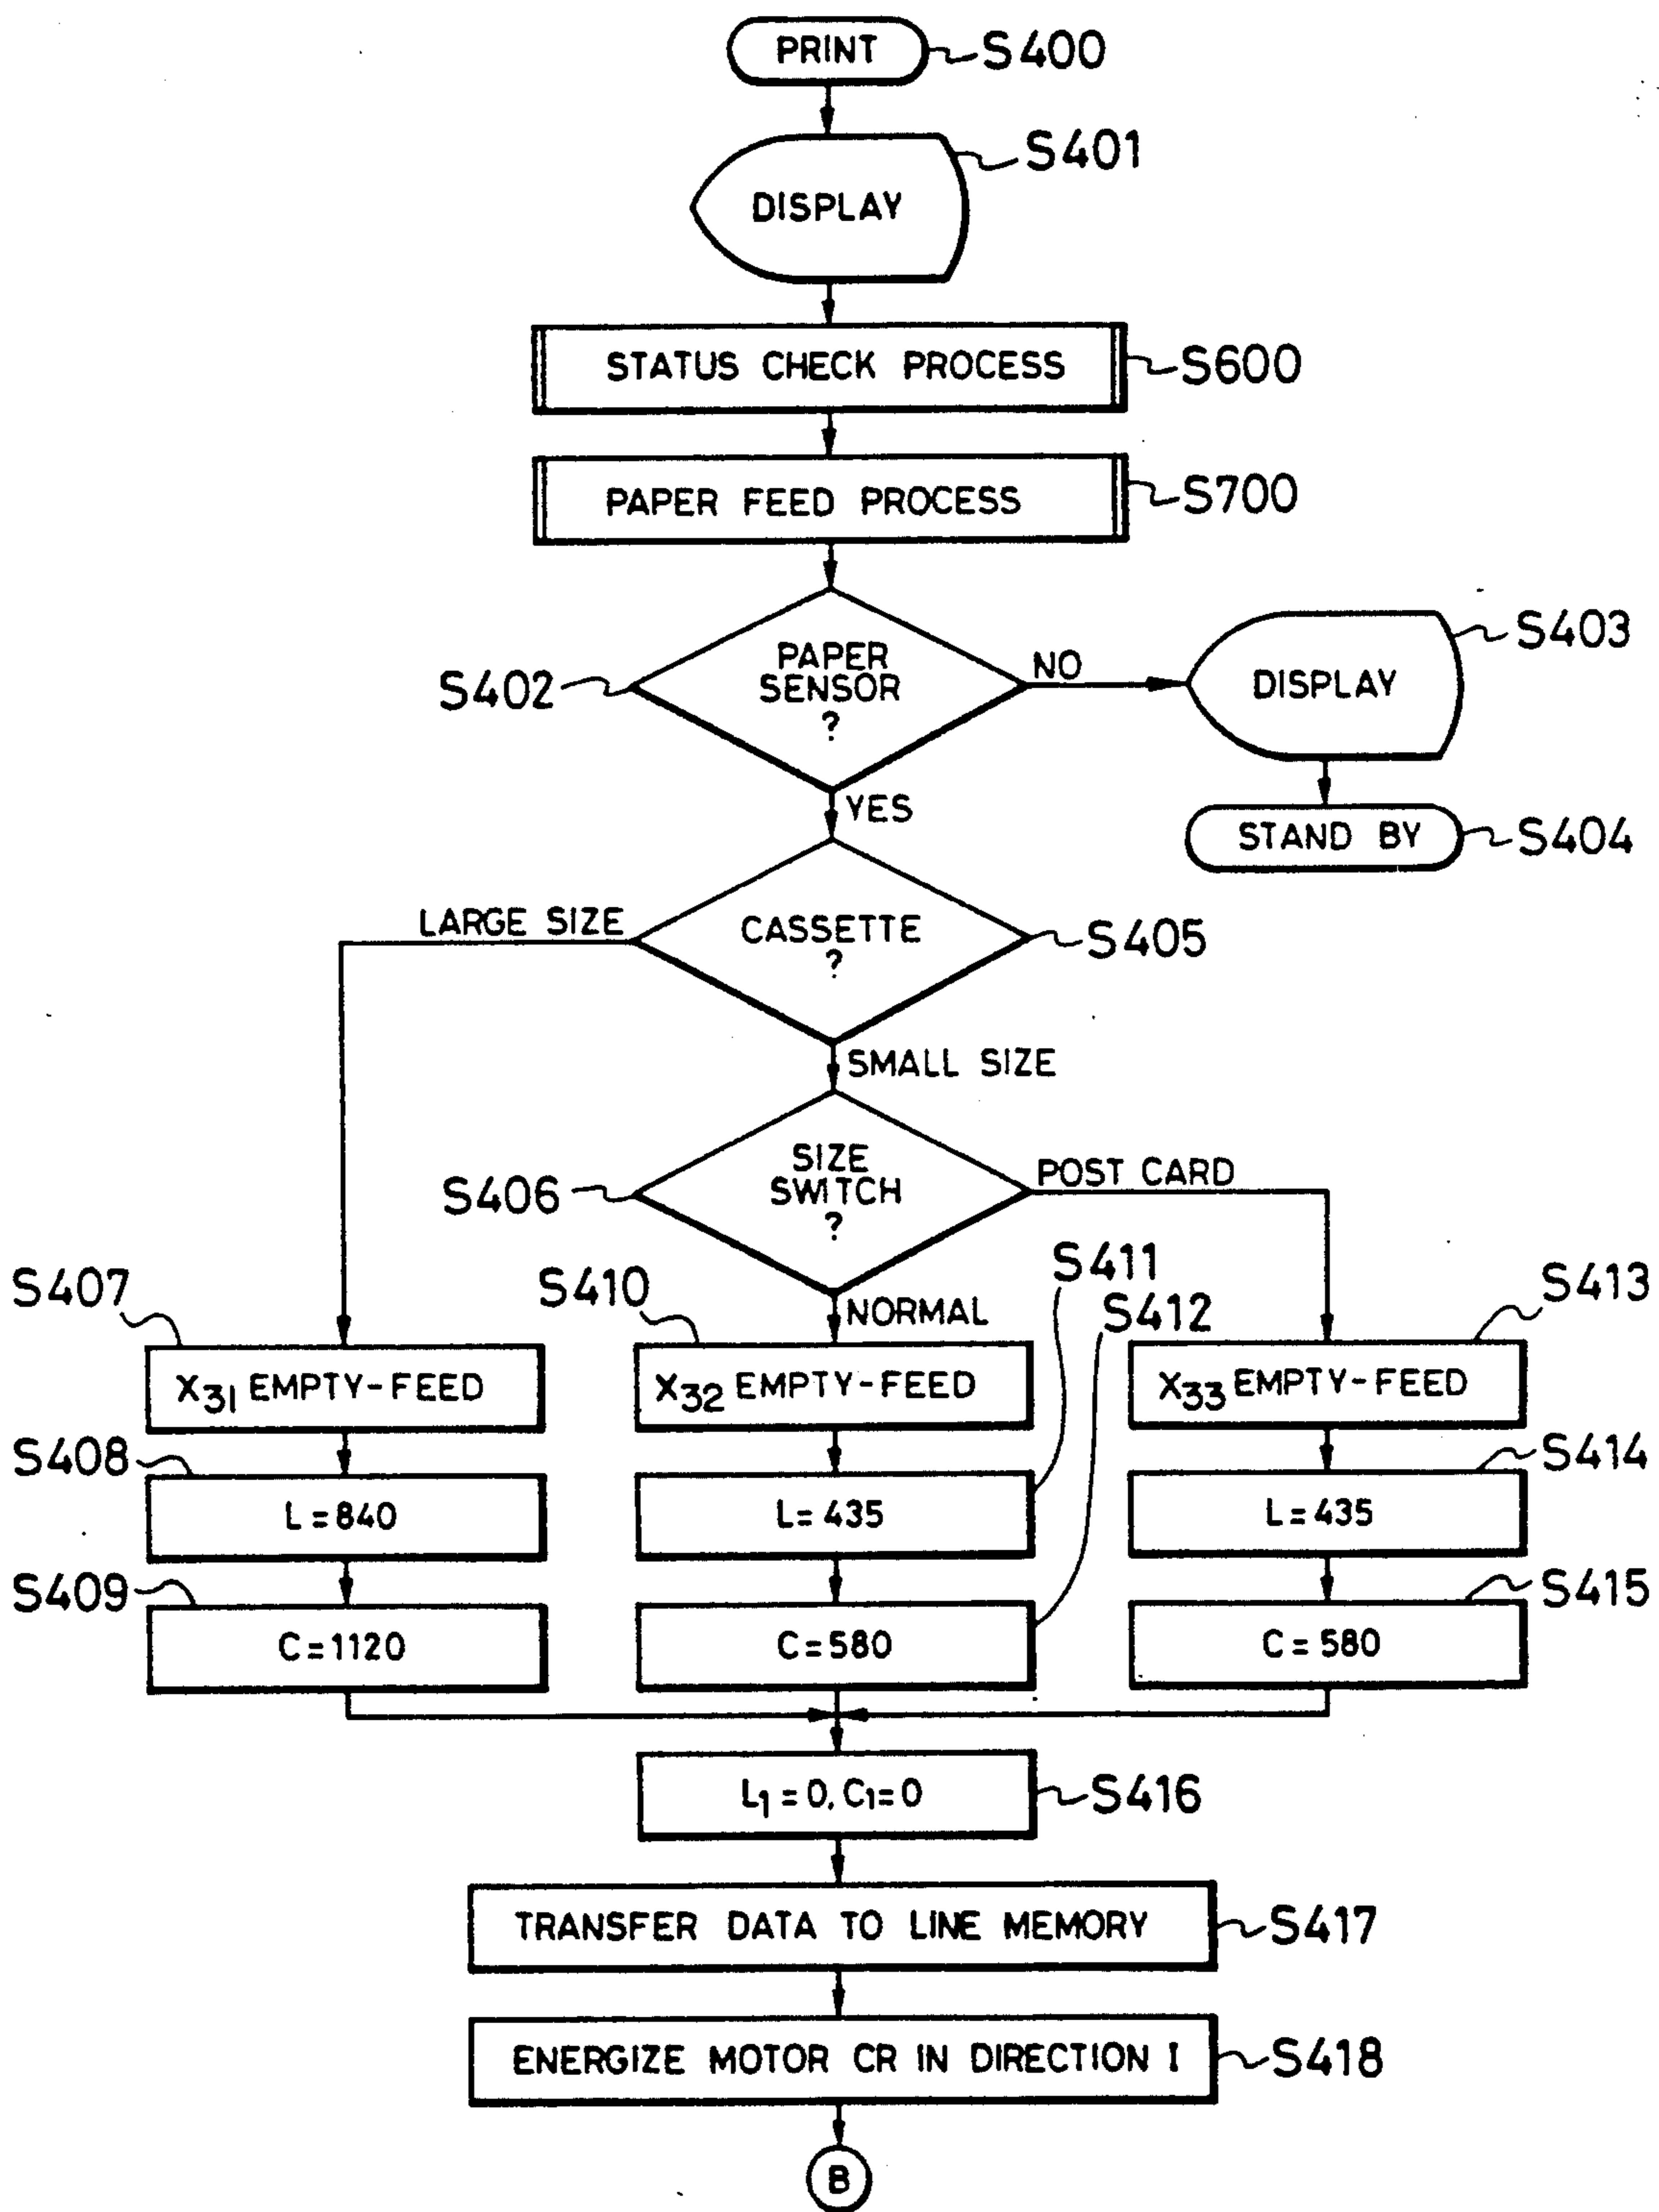 PRINT S400
S401
DISPLAY
STATUS CHECK PROCESS S600
PAPER FEED PROCESS S700
S402
PAPER
SENSOR
?
NO
S403
DISPLAY
YES
STAND BY S404
LARGE SIZE
CASSETTE
?
S405
SMALL SIZE
S406
SIZE
SWITCH
?
POST CARD
NORMAL
S407
X31 EMPTY-FEED
S408
L=840
S409
C=1120
S410
X32 EMPTY-FEED
S411
L=435
S412
C=580
S413
X33 EMPTY-FEED
S414
L=435
S415
C=580
L1=0, C1=0 S416
TRANSFER DATA TO LINE MEMORY S417
ENERGIZE MOTOR CR IN DIRECTION I S418
B